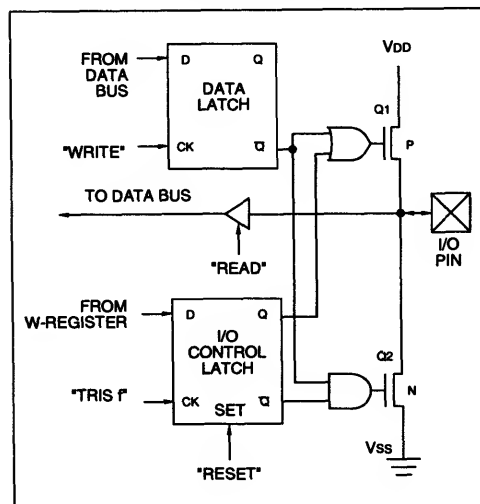 FROM
DATA
BUS
D
Q
DATA
LATCH
"WRITE"
CK
Q̅
VDD
Q1
P
TO DATA BUS
"READ"
I/O
PIN
FROM
W-REGISTER
D
Q
I/O
CONTROL
LATCH
"TRIS f"
CK
Q̅
SET
"RESET"
Q2
N
VSS